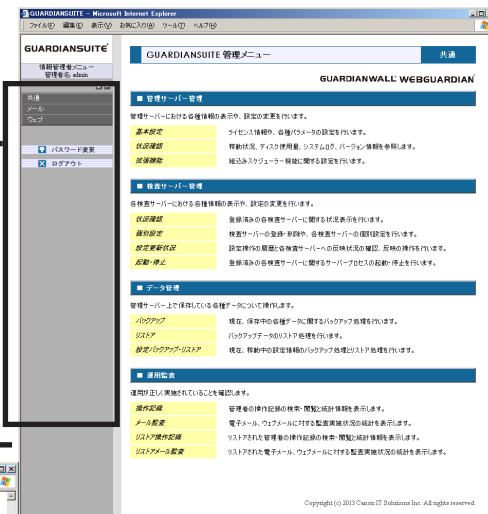 GUARDIANSUITE - Microsoft Internet Explorer
ファイル(F) 編集(E) 表示(V) お気に入り(A) ツール(T) ヘルプ(H)
GUARDIANSUITE
情報管理者メニュー
管理者名: admin
共通
メール
ウェブ
パスワード変更
ログアウト
GUARDIANSUITE 管理メニュー 共通
GUARDIANWALL WEBGUARDIAN
■ 管理サーバー管理
管理サーバーにおける各種情報の表示や、設定の変更を行います。
基本設定 ライセンス情報や、各種パラメータの設定を行います。
状況確認 稼動状況、ディスク使用量、システムログ、バージョン情報を参照します。
拡張機能 組込みスケジューラー機能に関する設定を行います。
■ 検査サーバー管理
各検査サーバーにおける各種情報の表示や、設定の変更を行います。
状況確認 登録済みの各検査サーバーに関する状況表示を行います。
個別設定 検査サーバーの登録・削除や、各検査サーバーの個別設定を行います。
設定更新状況 設定操作の履歴と各検査サーバーへの反映状況の確認、反映の操作を行います。
起動・停止 登録済みの各検査サーバーに関するサーバープロセスの起動・停止を行います。
■ データ管理
管理サーバー上で保存している各種データについて操作します。
バックアップ 現在、保存中の各種データに関するバックアップ処理を行います。
リストア バックアップデータのリストア処理を行います。
設定バックアップ・リストア 現在、稼動中の設定情報のバックアップ処理とリストア処理を行います。
■ 運用監査
運用が正しく実施されていることを確認します。
操作記録 管理者の操作記録の検索・閲覧と統計情報を表示します。
メール監査 電子メール、ウェブメールに対する監査実施状況の統計を表示します。
リストア操作記録 リストアされた管理者の操作記録の検索・閲覧と統計情報を表示します。
リストアメール監査 リストアされた電子メール、ウェブメールに対する監査実施状況の統計を表示します。
Copyright (c) 2013 Canon IT Solutions Inc. All rights reserved.